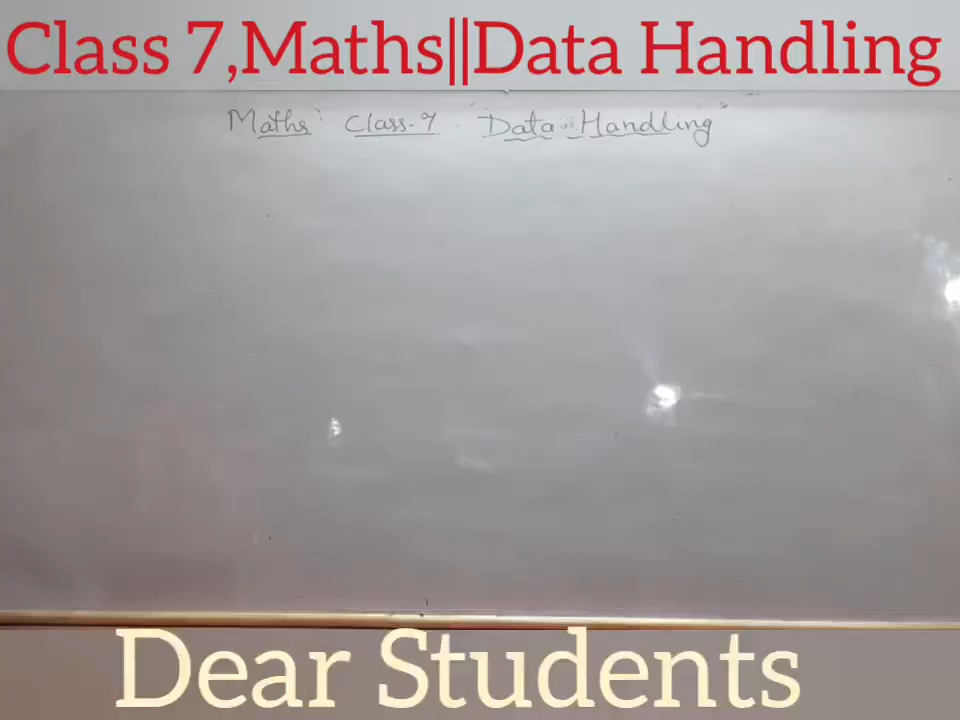 Class 7,Maths||Data Handling
Maths Class-7 Data Handling
Dear Students